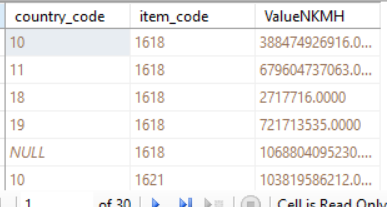 country_code item_code ValueNKMH
10 1618 388474926916.0...
11 1618 679604737063.0...
18 1618 2717716.0000
19 1618 721713535.0000
NULL 1618 1068804095230....
10 1621 103819586212.0...
1 of 30 Cell is Read Only